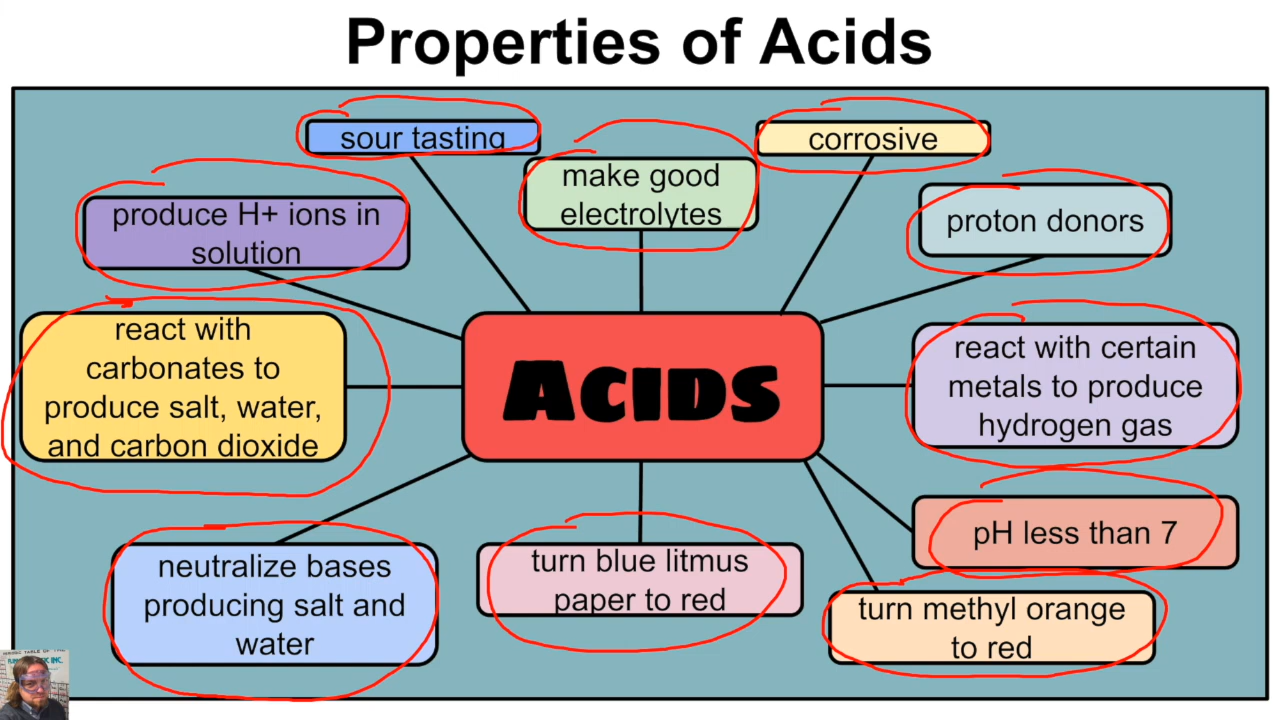 Properties of Acids
sour tasting
make good
electrolytes
corrosive
produce H+ ions in
solution
proton donors
react with
carbonates to
produce salt, water,
and carbon dioxide
ACIDS
react with certain
metals to produce
hydrogen gas
pH less than 7
neutralize bases
producing salt and
water
turn blue litmus
paper to red
turn methyl orange
to red